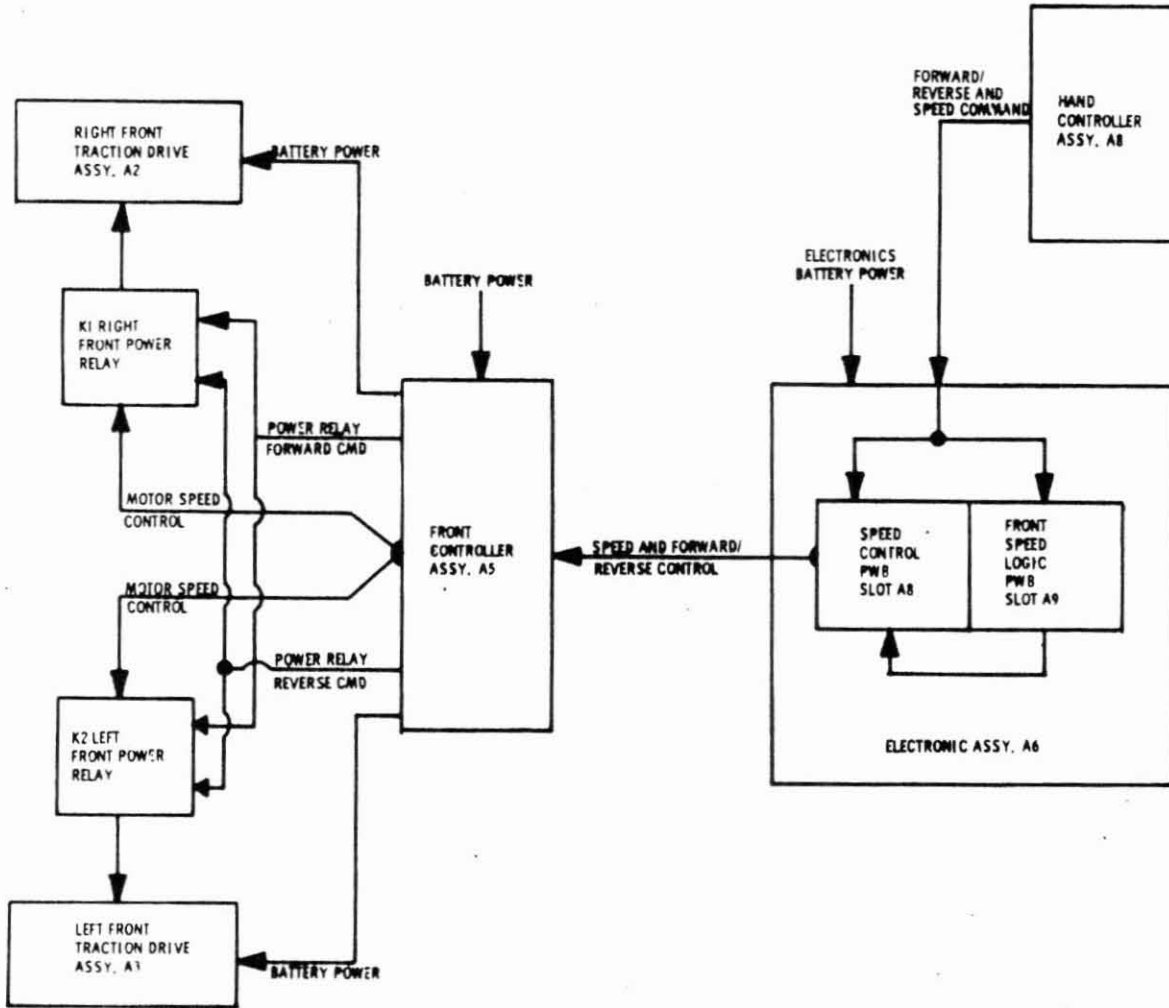 FORWARD/
REVERSE AND
SPEED COMMAND
HAND
CONTROLLER
ASSY, A8
RIGHT FRONT
TRACTION DRIVE
ASSY, A2
BATTERY POWER
BATTERY POWER
ELECTRONICS
BATTERY POWER
K1 RIGHT
FRONT POWER
RELAY
POWER RELAY
FORWARD CMD
MOTOR SPEED
CONTROL
FRONT
CONTROLLER
ASSY, A5
SPEED AND FORWARD/
REVERSE CONTROL
SPEED
CONTROL
PWB
SLOT A8
FRONT
SPEED
LOGIC
PWB
SLOT A9
MOTOR SPEED
CONTROL
POWER RELAY
REVERSE CMD
K2 LEFT
FRONT POWER
RELAY
ELECTRONIC ASSY, A6
LEFT FRONT
TRACTION DRIVE
ASSY, A3
BATTERY POWER